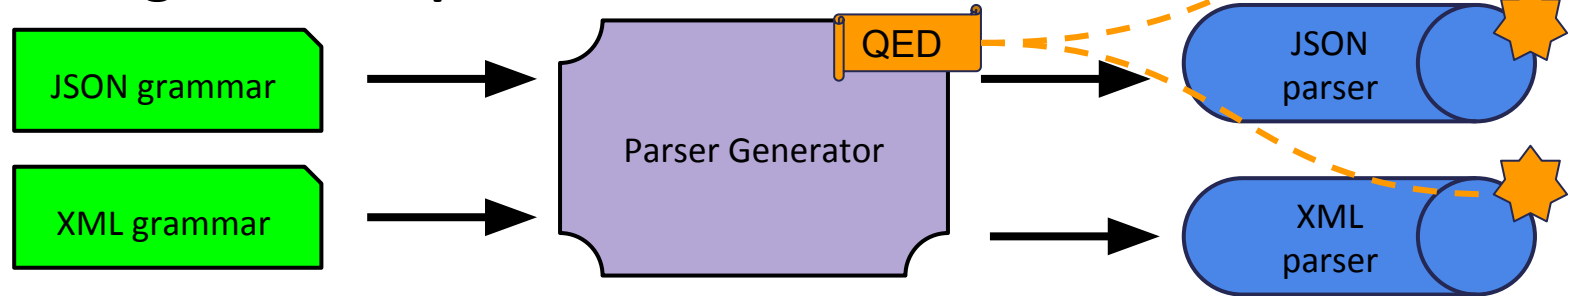 JSON grammar
XML grammar
Parser Generator
QED
JSON
parser
XML
parser